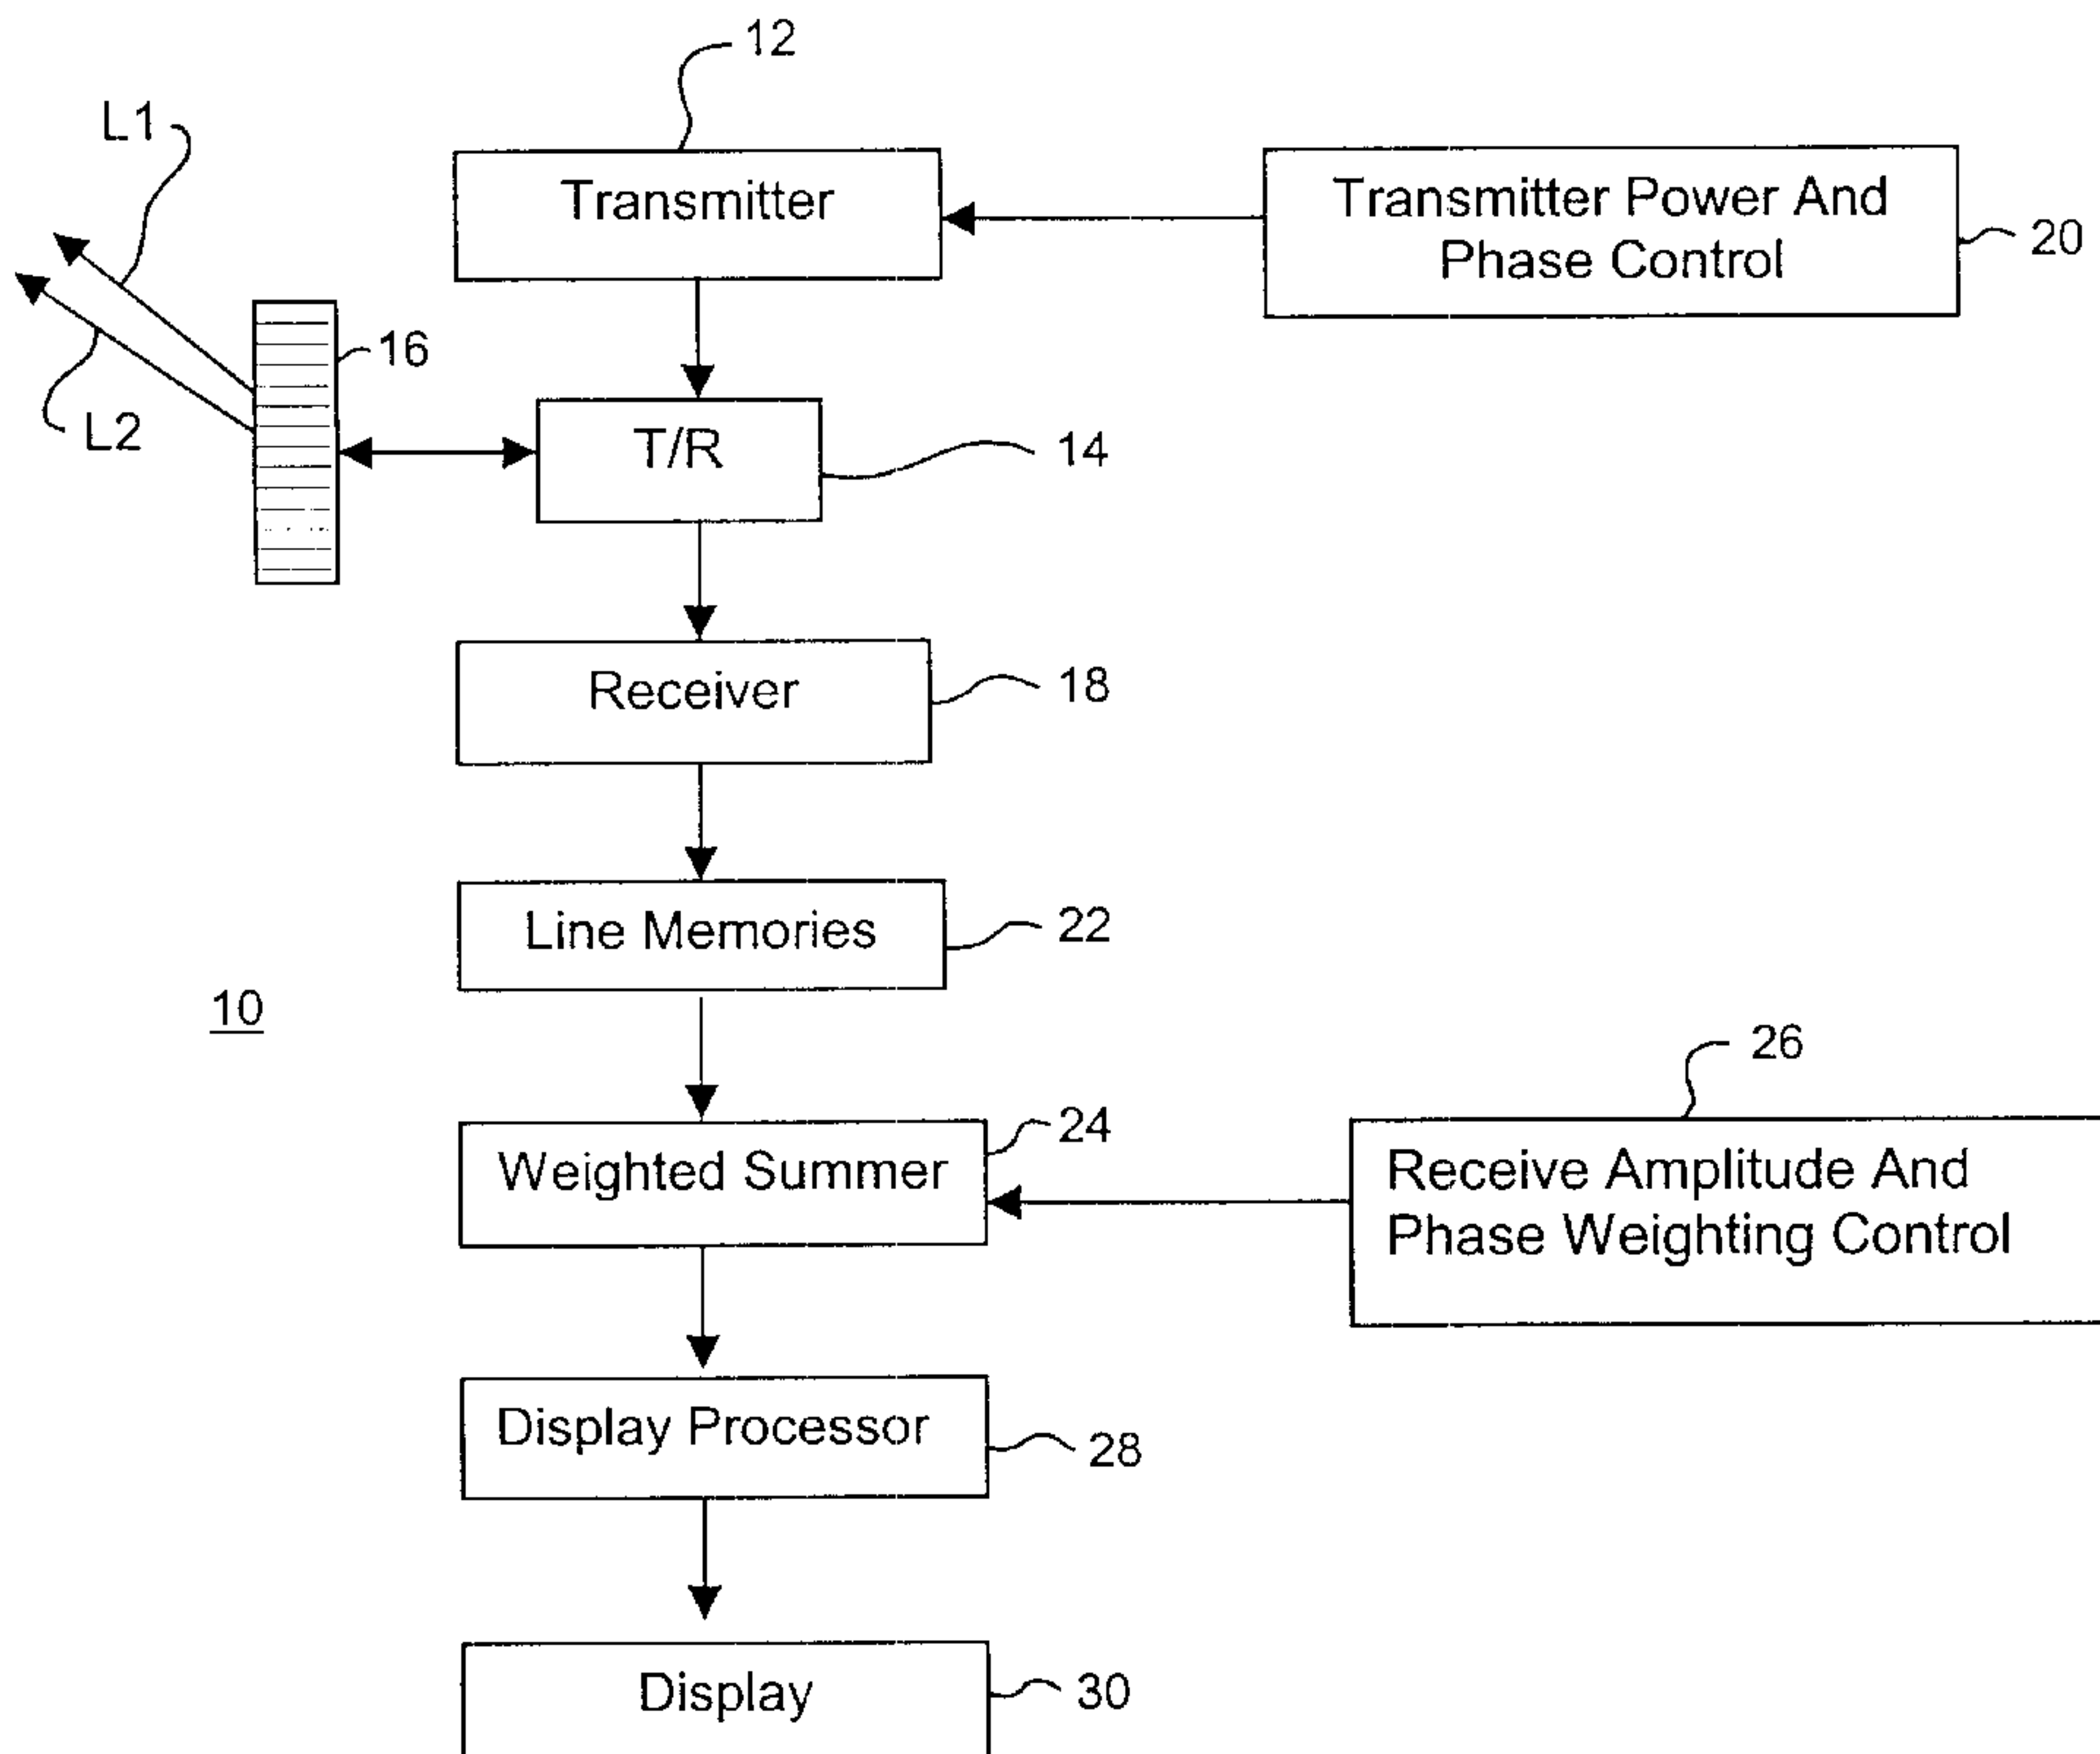 12
L1
Transmitter
Transmitter Power And
Phase Control
20
16
L2
T/R
14
Receiver
18
Line Memories
22
10
26
24
Weighted Summer
Receive Amplitude And
Phase Weighting Control
Display Processor
28
Display
30